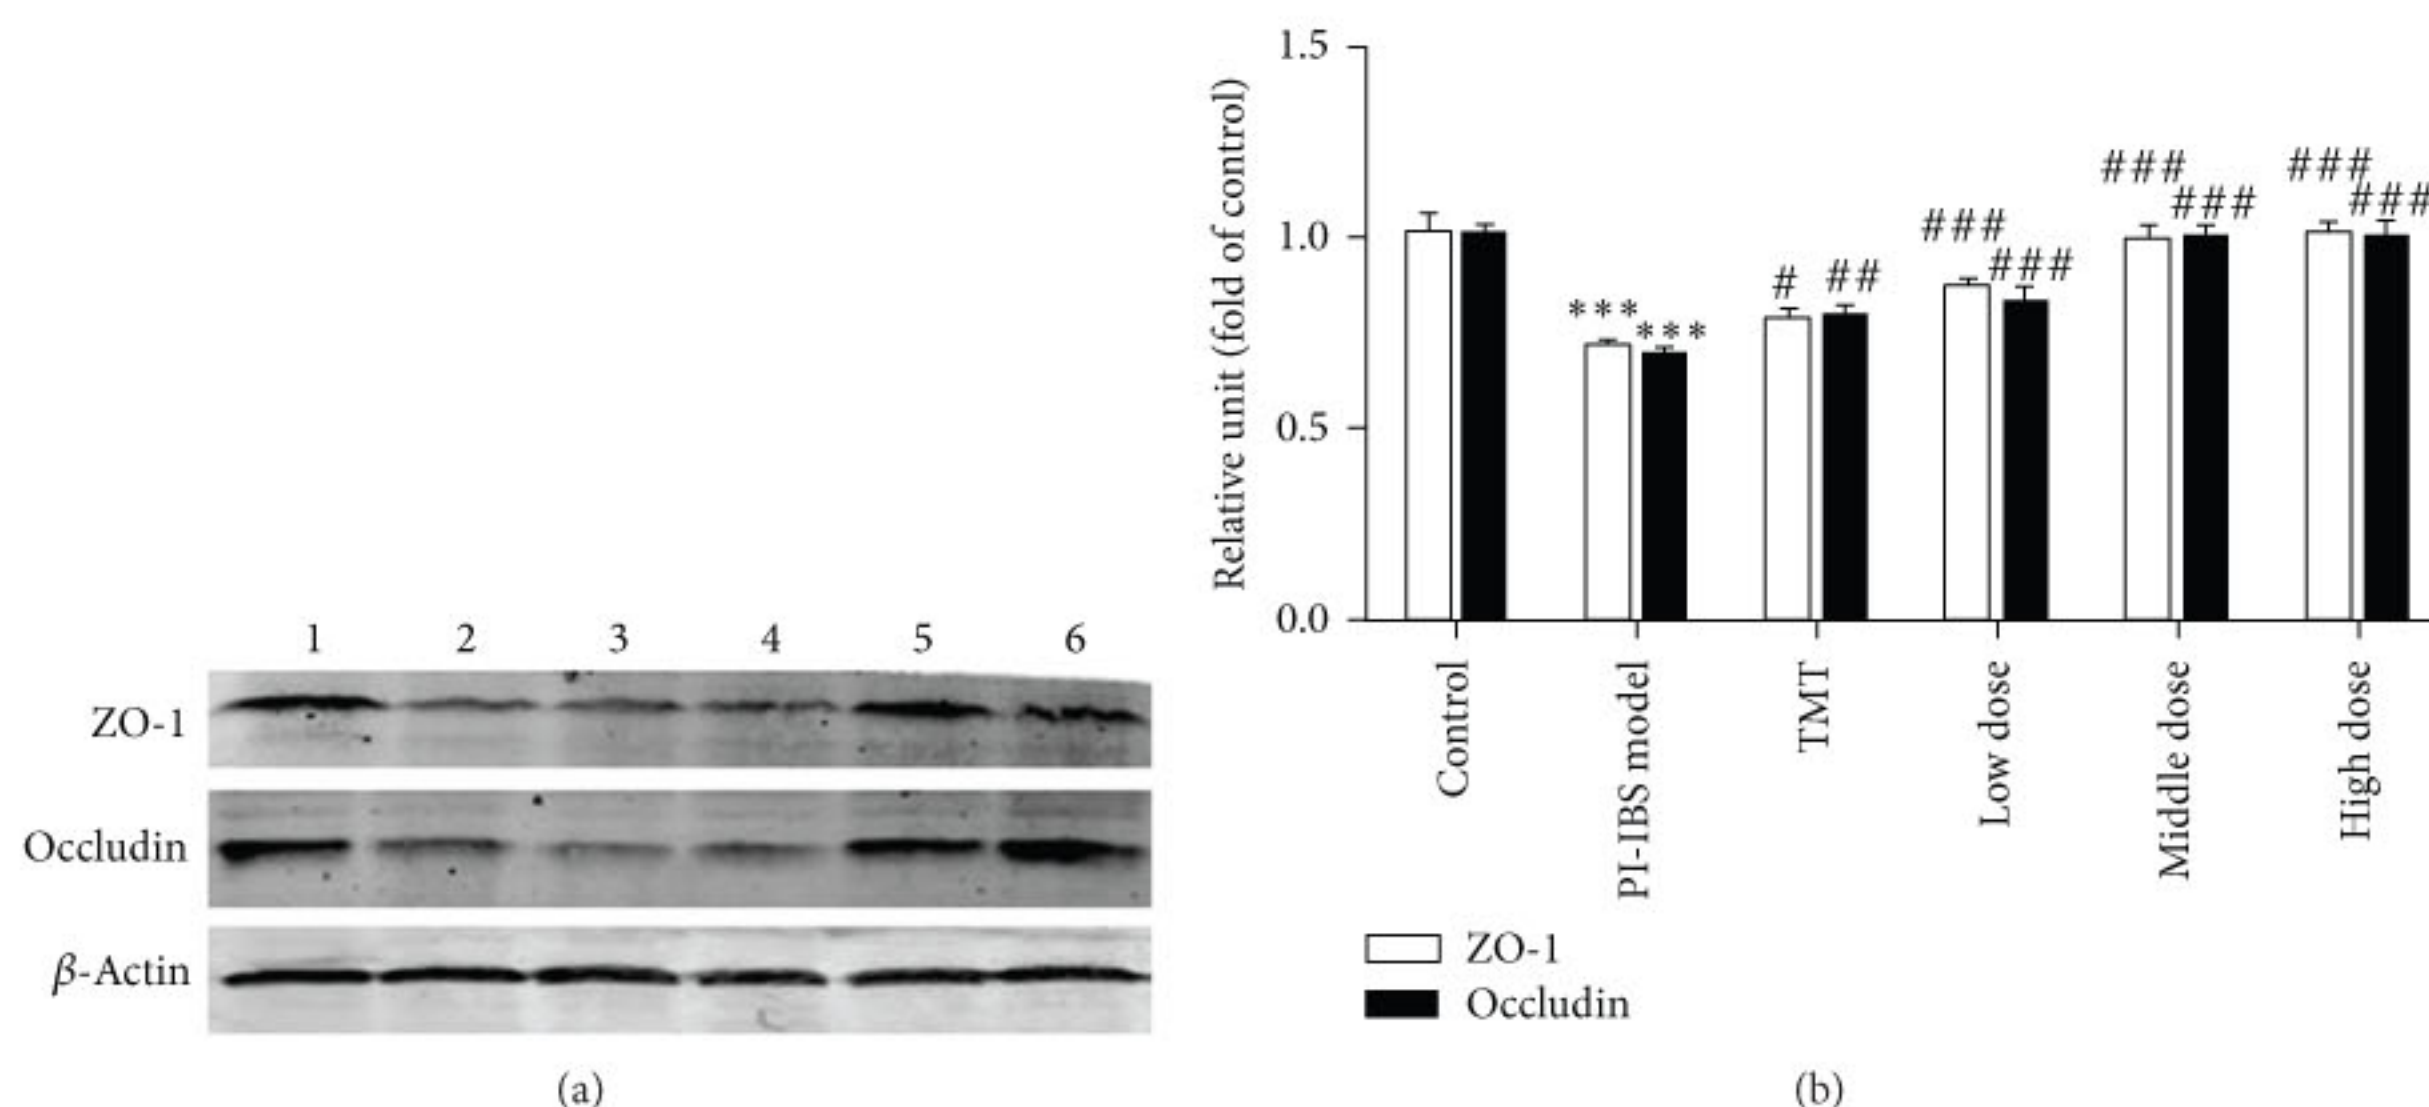 1 2 3 4 5 6
ZO-1
Occludin
β-Actin
(a)
Relative unit (fold of control)
1.5
1.0
0.5
0.0
***
***
#
##
###
###
###
###
###
###
Control
PI-IBS model
TMT
Low dose
Middle dose
High dose
ZO-1
Occludin
(b)